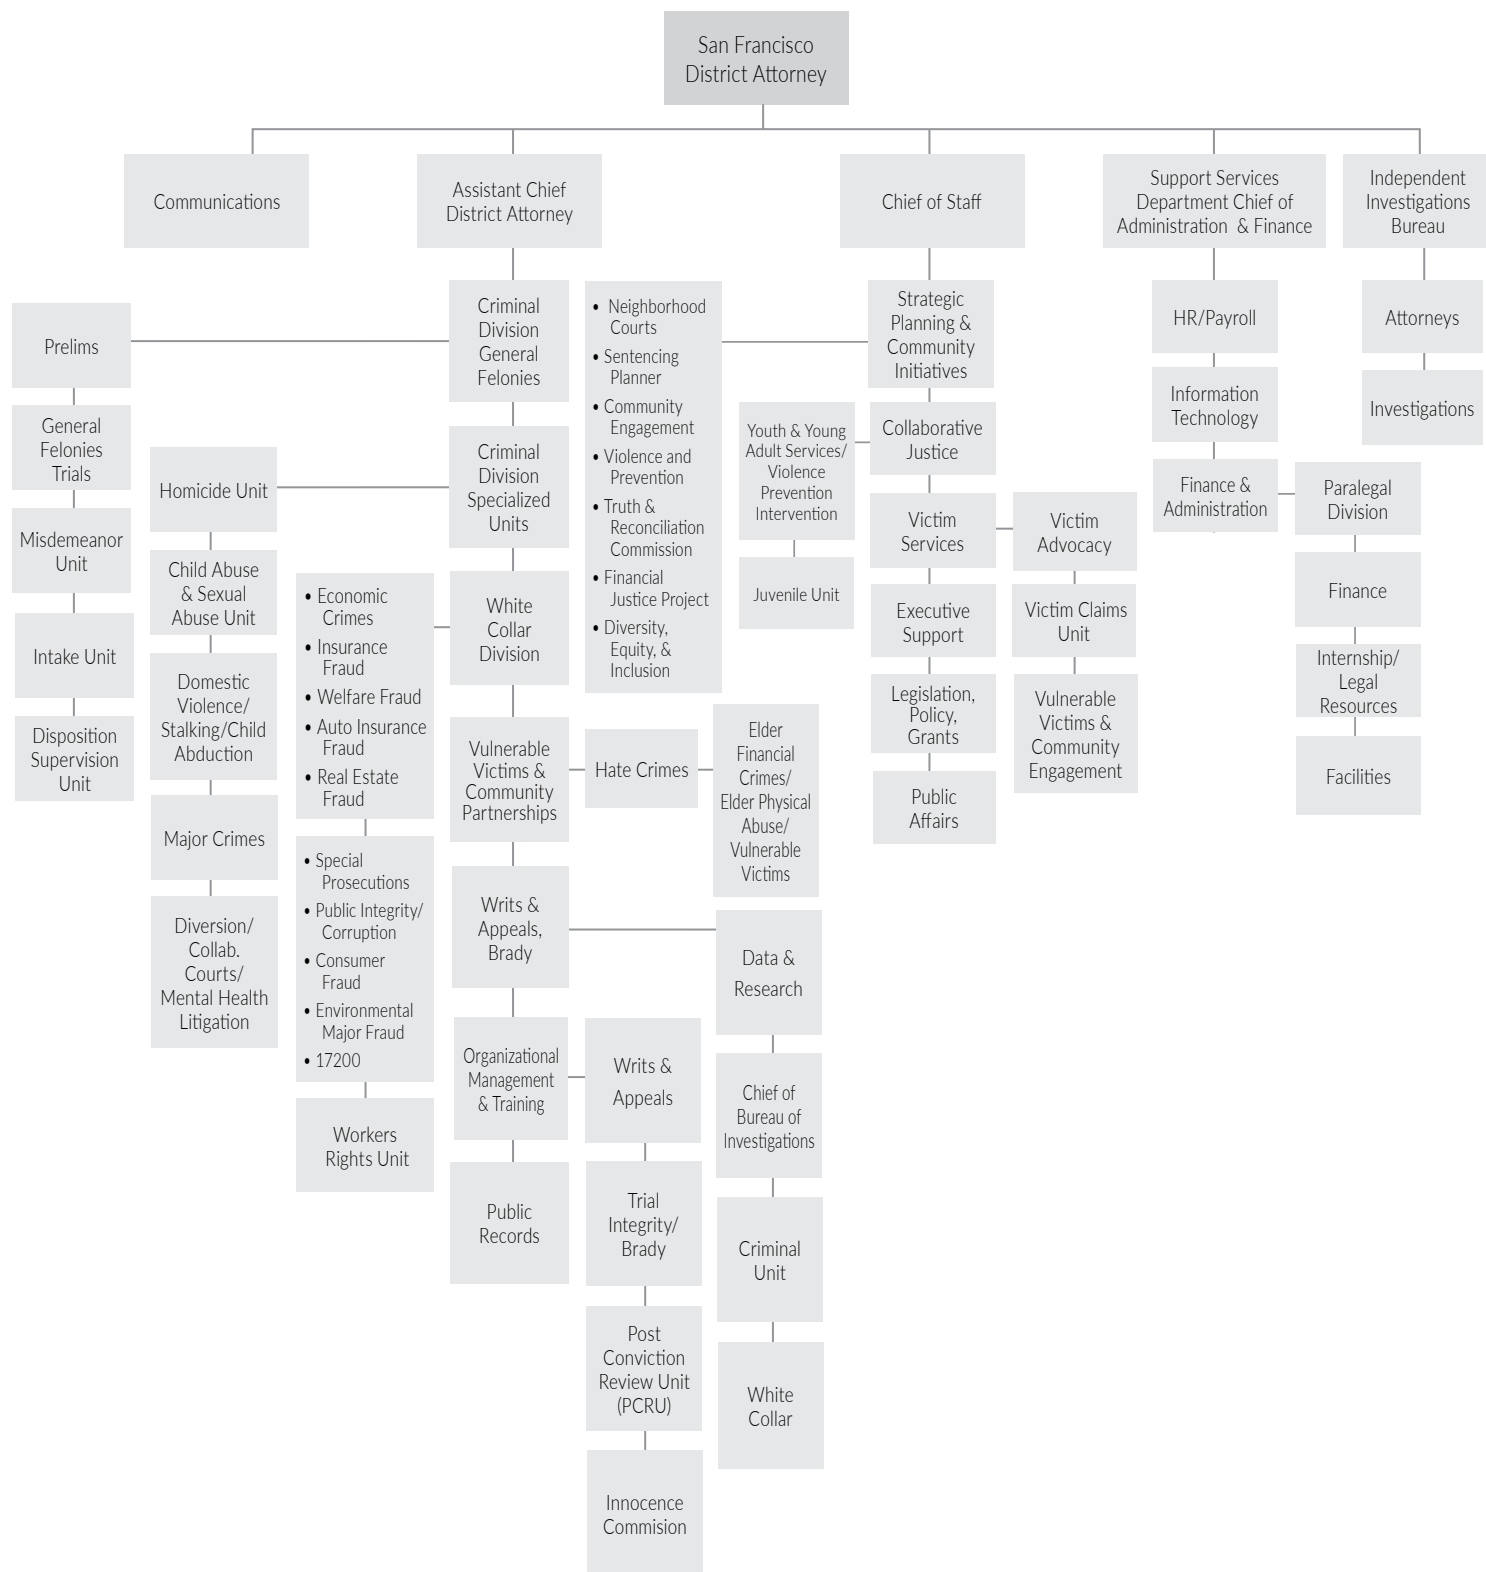 San Francisco
District Attorney
Communications
Assistant Chief
District Attorney
Chief of Staff
Support Services
Department Chief of
Administration & Finance
Independent
Investigations
Bureau
Prelims
General
Felonies
Trials
Misdemeanor
Unit
Intake Unit
Disposition
Supervision
Unit
Homicide Unit
Child Abuse
& Sexual
Abuse Unit
Domestic
Violence/
Stalking/Child
Abduction
Major Crimes
Diversion/
Collab.
Courts/
Mental Health
Litigation
• Economic
Crimes
• Insurance
Fraud
• Welfare Fraud
• Auto Insurance
Fraud
• Real Estate
Fraud
• Special
Prosecutions
• Public Integrity/
Corruption
• Consumer
Fraud
• Environmental
Major Fraud
• 17200
Workers
Rights Unit
Criminal
Division
General
Felonies
Criminal
Division
Specialized
Units
White
Collar
Division
Vulnerable
Victims &
Community
Partnerships
Writs &
Appeals,
Brady
Organizational
Management
& Training
Public
Records
Hate Crimes
Elder
Financial
Crimes/
Elder Physical
Abuse/
Vulnerable
Victims
Writs &
Appeals
Trial
Integrity/
Brady
Post
Conviction
Review Unit
(PCRU)
Innocence
Commision
Data &
Research
Chief of
Bureau of
Investigations
Criminal
Unit
White
Collar
• Neighborhood
Courts
• Sentencing
Planner
• Community
Engagement
• Violence and
Prevention
• Truth &
Reconciliation
Commission
• Financial
Justice Project
• Diversity,
Equity, &
Inclusion
Strategic
Planning &
Community
Initiatives
Youth & Young
Adult Services/
Violence
Prevention
Intervention
Juvenile Unit
Collaborative
Justice
Victim
Services
Executive
Support
Legislation,
Policy,
Grants
Public
Affairs
Victim
Advocacy
Victim Claims
Unit
Vulnerable
Victims &
Community
Engagement
HR/Payroll
Information
Technology
Finance &
Administration
Paralegal
Division
Finance
Internship/
Legal
Resources
Facilities
Attorneys
Investigations